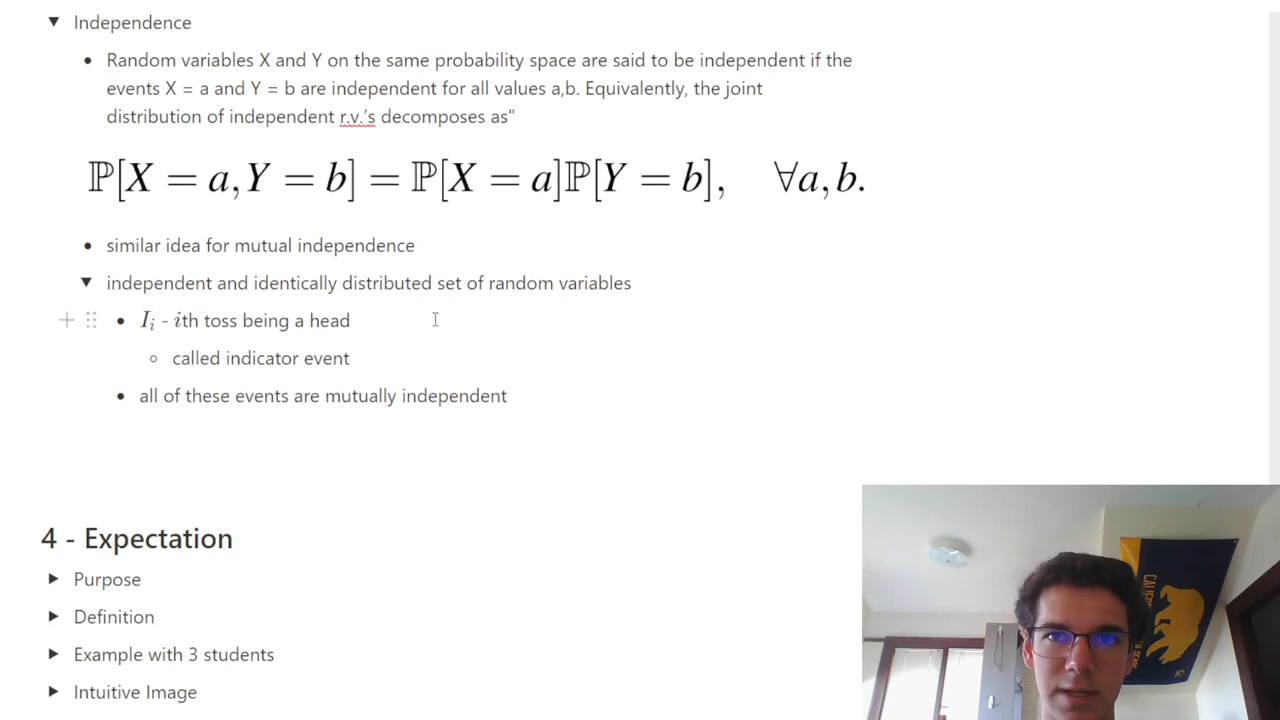 Independence
Random variables X and Y on the same probability space are said to be independent if the
events X = a and Y = b are independent for all values a,b. Equivalently, the joint
distribution of independent r.v.'s decomposes as"
ℙ[X = a, Y = b] = ℙ[X = a]ℙ[Y = b],   ∀a, b.
similar idea for mutual independence
independent and identically distributed set of random variables
I_i - ith toss being a head
called indicator event
all of these events are mutually independent
4 - Expectation
Purpose
Definition
Example with 3 students
Intuitive Image